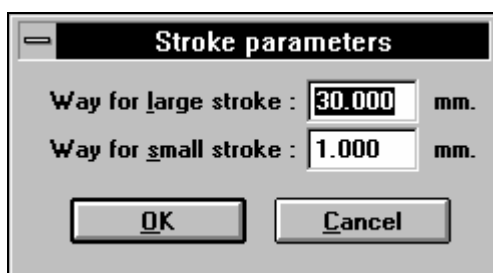 Stroke parameters
Way for large stroke : 30.000 mm.
Way for small stroke : 1.000 mm.
OK Cancel